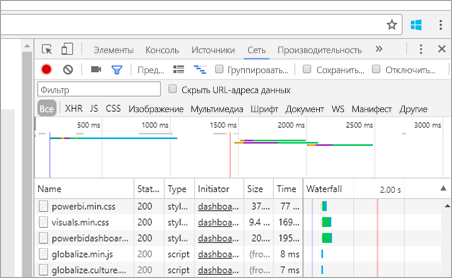 Элементы Консоль Источники Сеть Производительность »
Пред... Группировать... Сохранить... Отключить...
Фильтр Скрыть URL-адреса данных
Все XHR JS CSS Изображение Мультимедиа Шрифт Документ WS Манифест Другие
500 ms 1000 ms 1500 ms 2000 ms 2500 ms 3000 ms
Name Stat... Type Initiator Size Time Waterfall 2.00 s
powerbi.min.css 200 styl... dashboa... 37.... 77 ...
visuals.min.css 200 styl... dashboa... 9.4 ... 169...
powerbidashboar... 200 styl... dashboa... 20.... 195...
globalize.min.js 200 script dashboa... (fro... 8 ms
globalize.culture.... 200 script dashboa... (fro... 7 ms